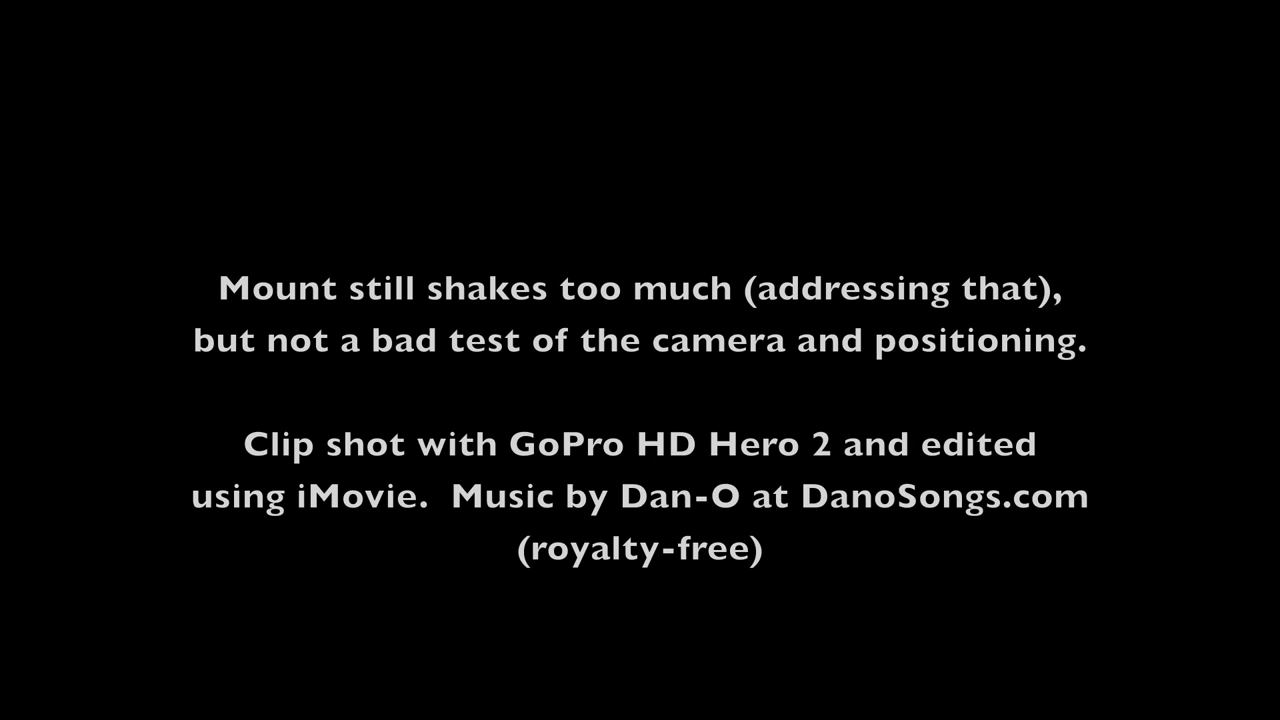 Mount still shakes too much (addressing that),
but not a bad test of the camera and positioning.
Clip shot with GoPro HD Hero 2 and edited
using iMovie.  Music by Dan-O at DanoSongs.com
(royalty-free)